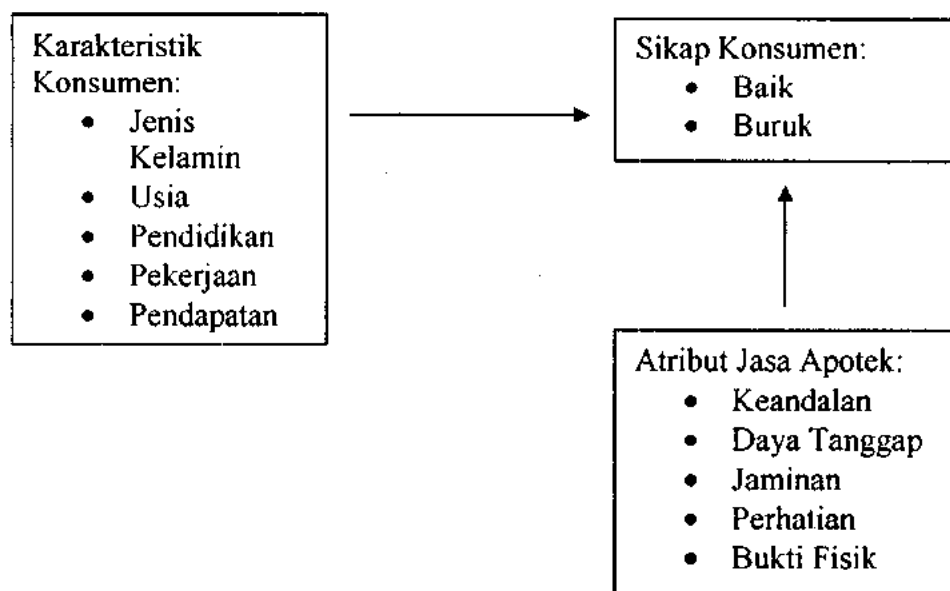 Karakteristik
Konsumen:
• Jenis
Kelamin
• Usia
• Pendidikan
• Pekerjaan
• Pendapatan
Sikap Konsumen:
• Baik
• Buruk
Atribut Jasa Apotek:
• Keandalan
• Daya Tanggap
• Jaminan
• Perhatian
• Bukti Fisik